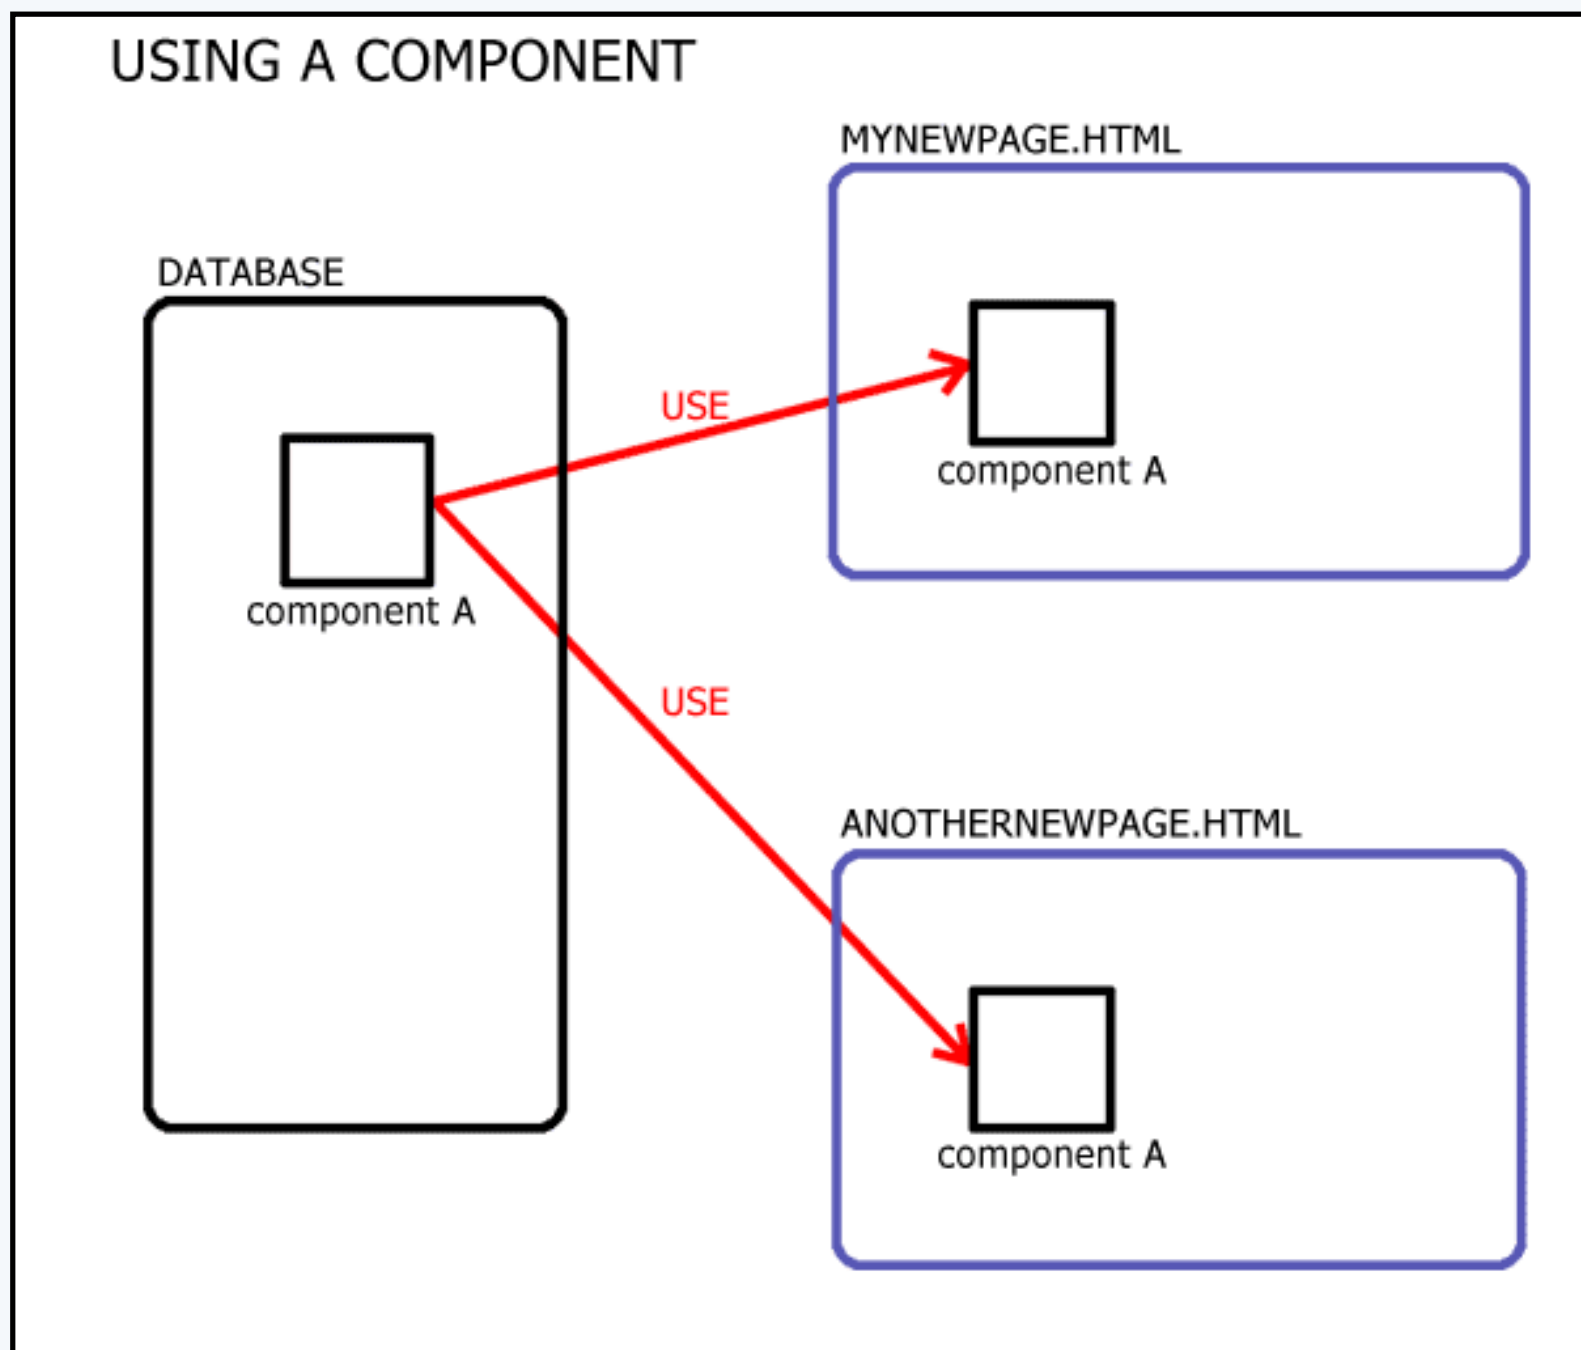 USING A COMPONENT
MYNEWPAGE.HTML
DATABASE
USE
component A
component A
USE
ANOTHERNEWPAGE.HTML
component A